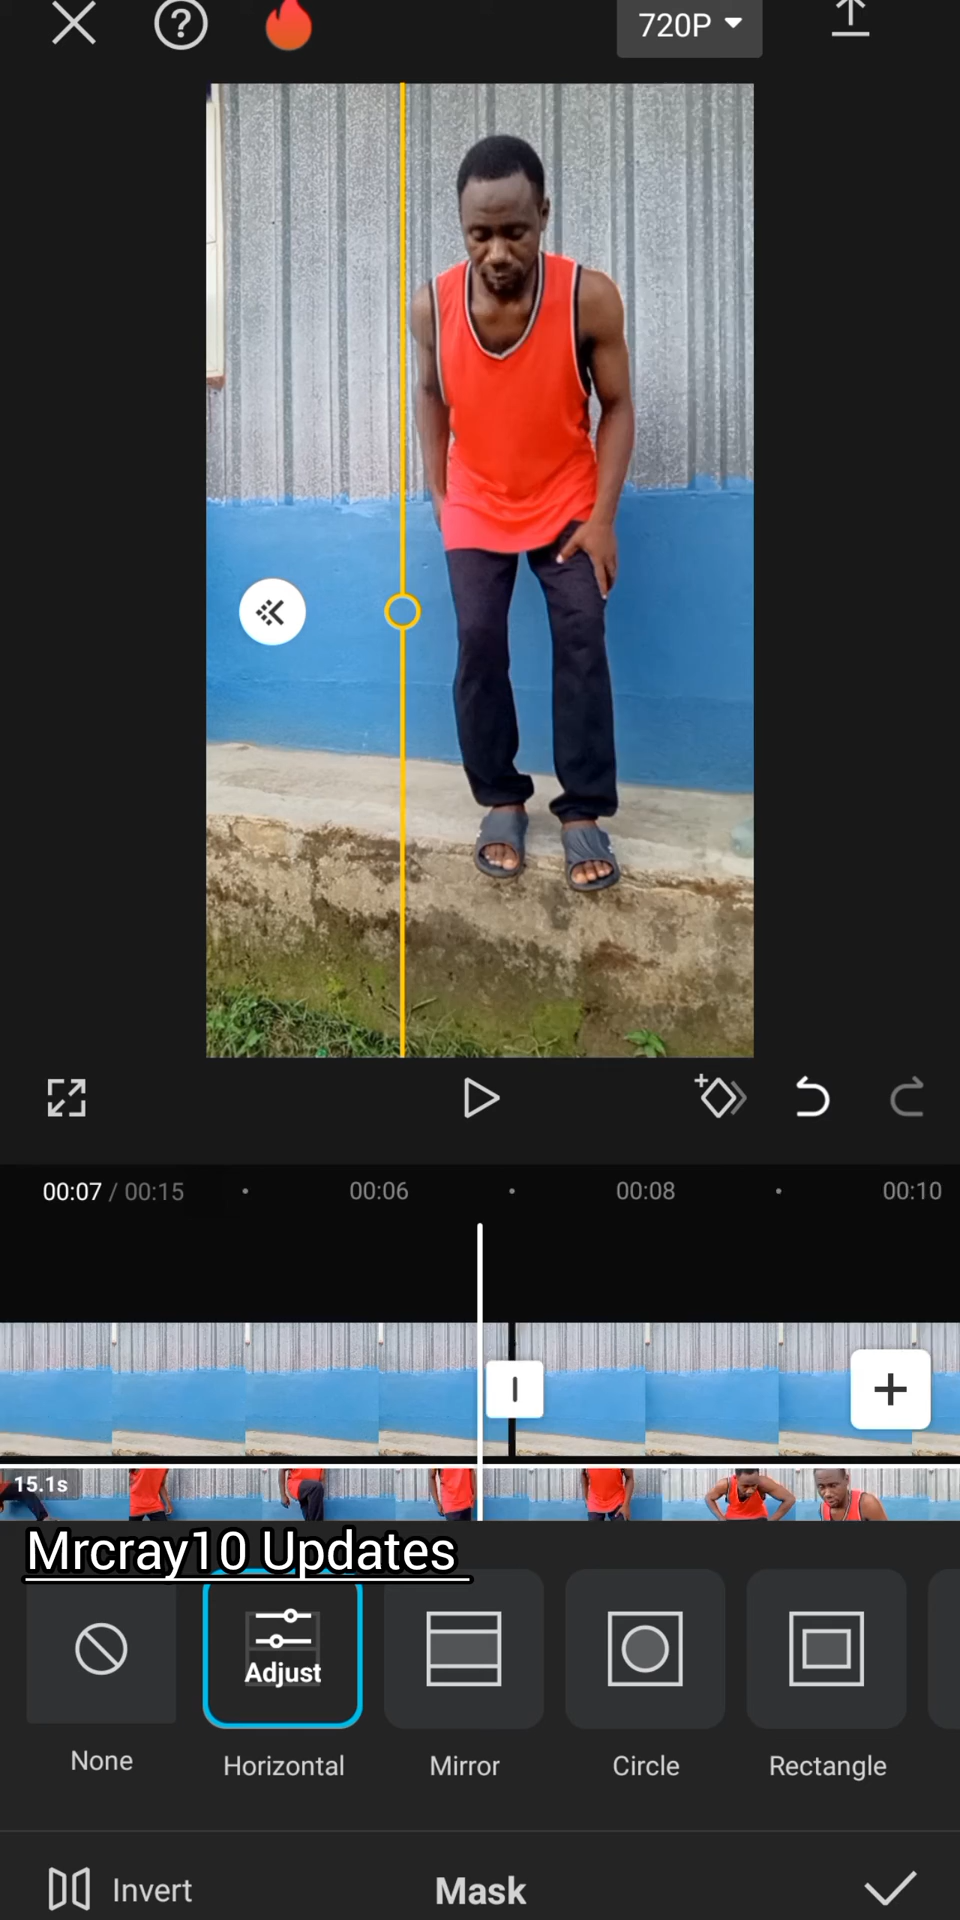 720P
00:07 / 00:15
00:06
00:08
00:10
15.1s
Mrcray10 Updates
Adjust
None
Horizontal
Mirror
Circle
Rectangle
Invert
Mask